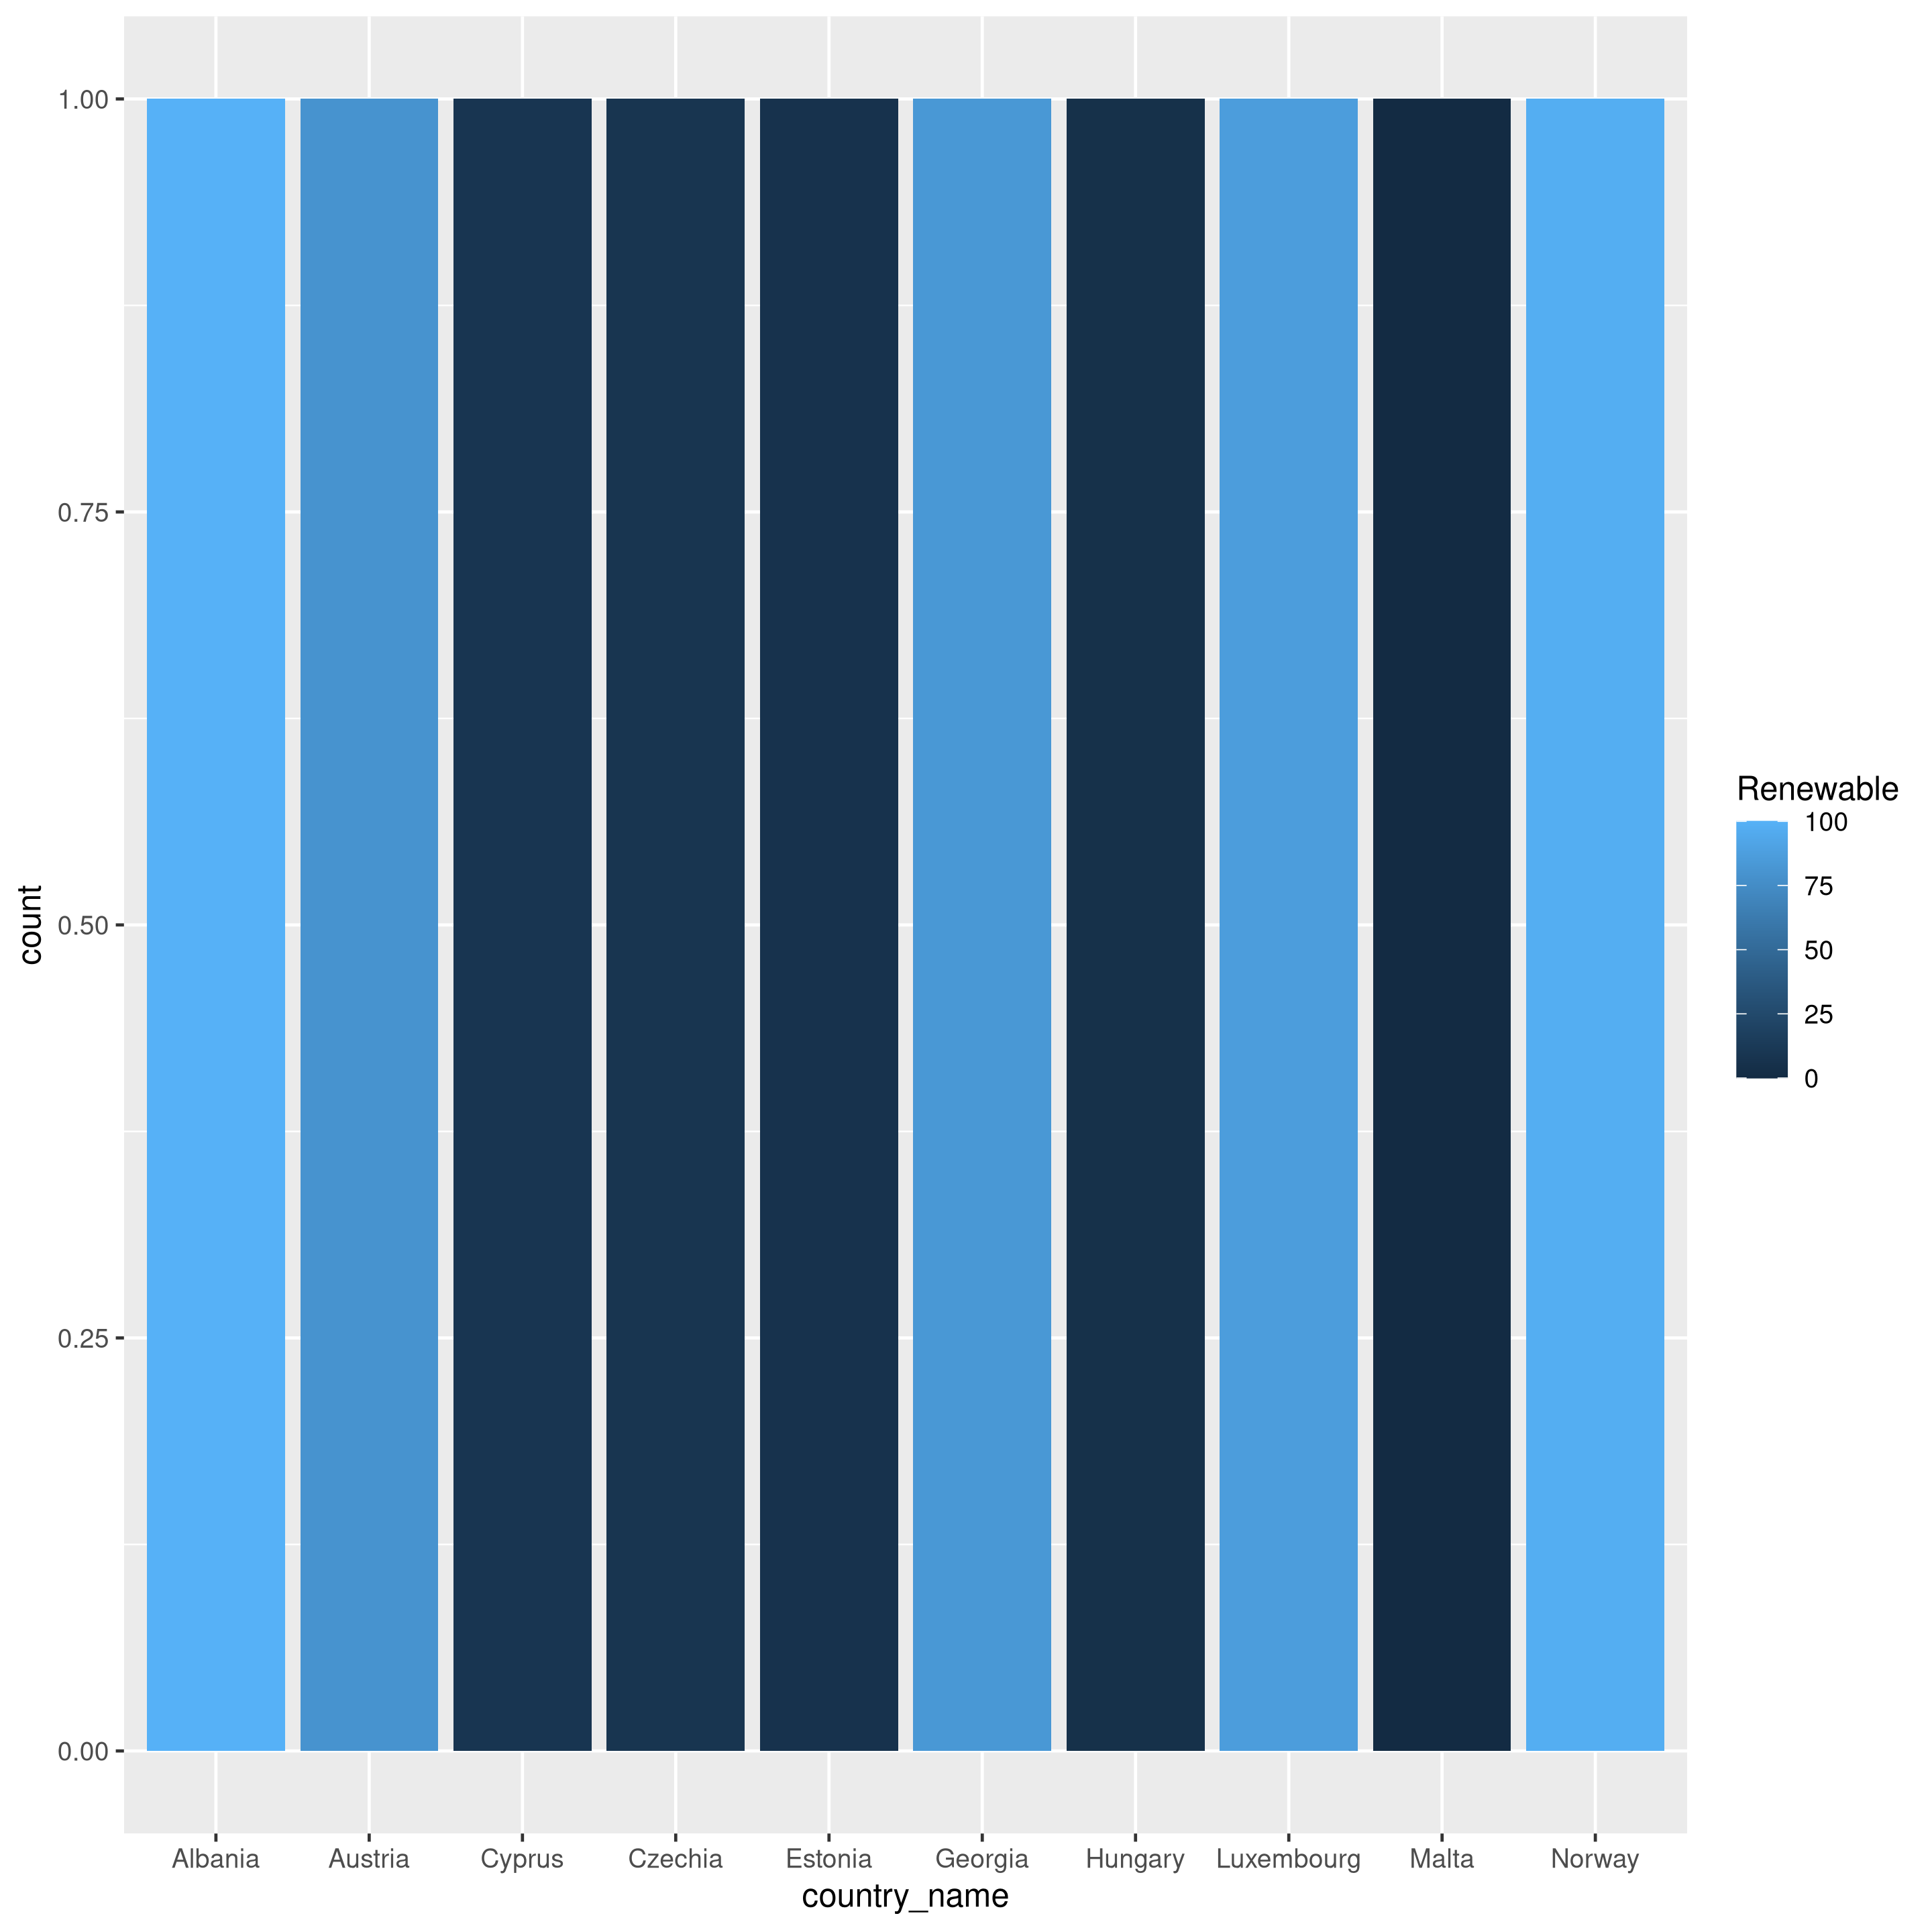 1.00
0.75
0.50
0.25
0.00
count
Albania Austria Cyprus Czechia Estonia Georgia Hungary Luxembourg Malta Norway
country_name
Renewable
100
75
50
25
0